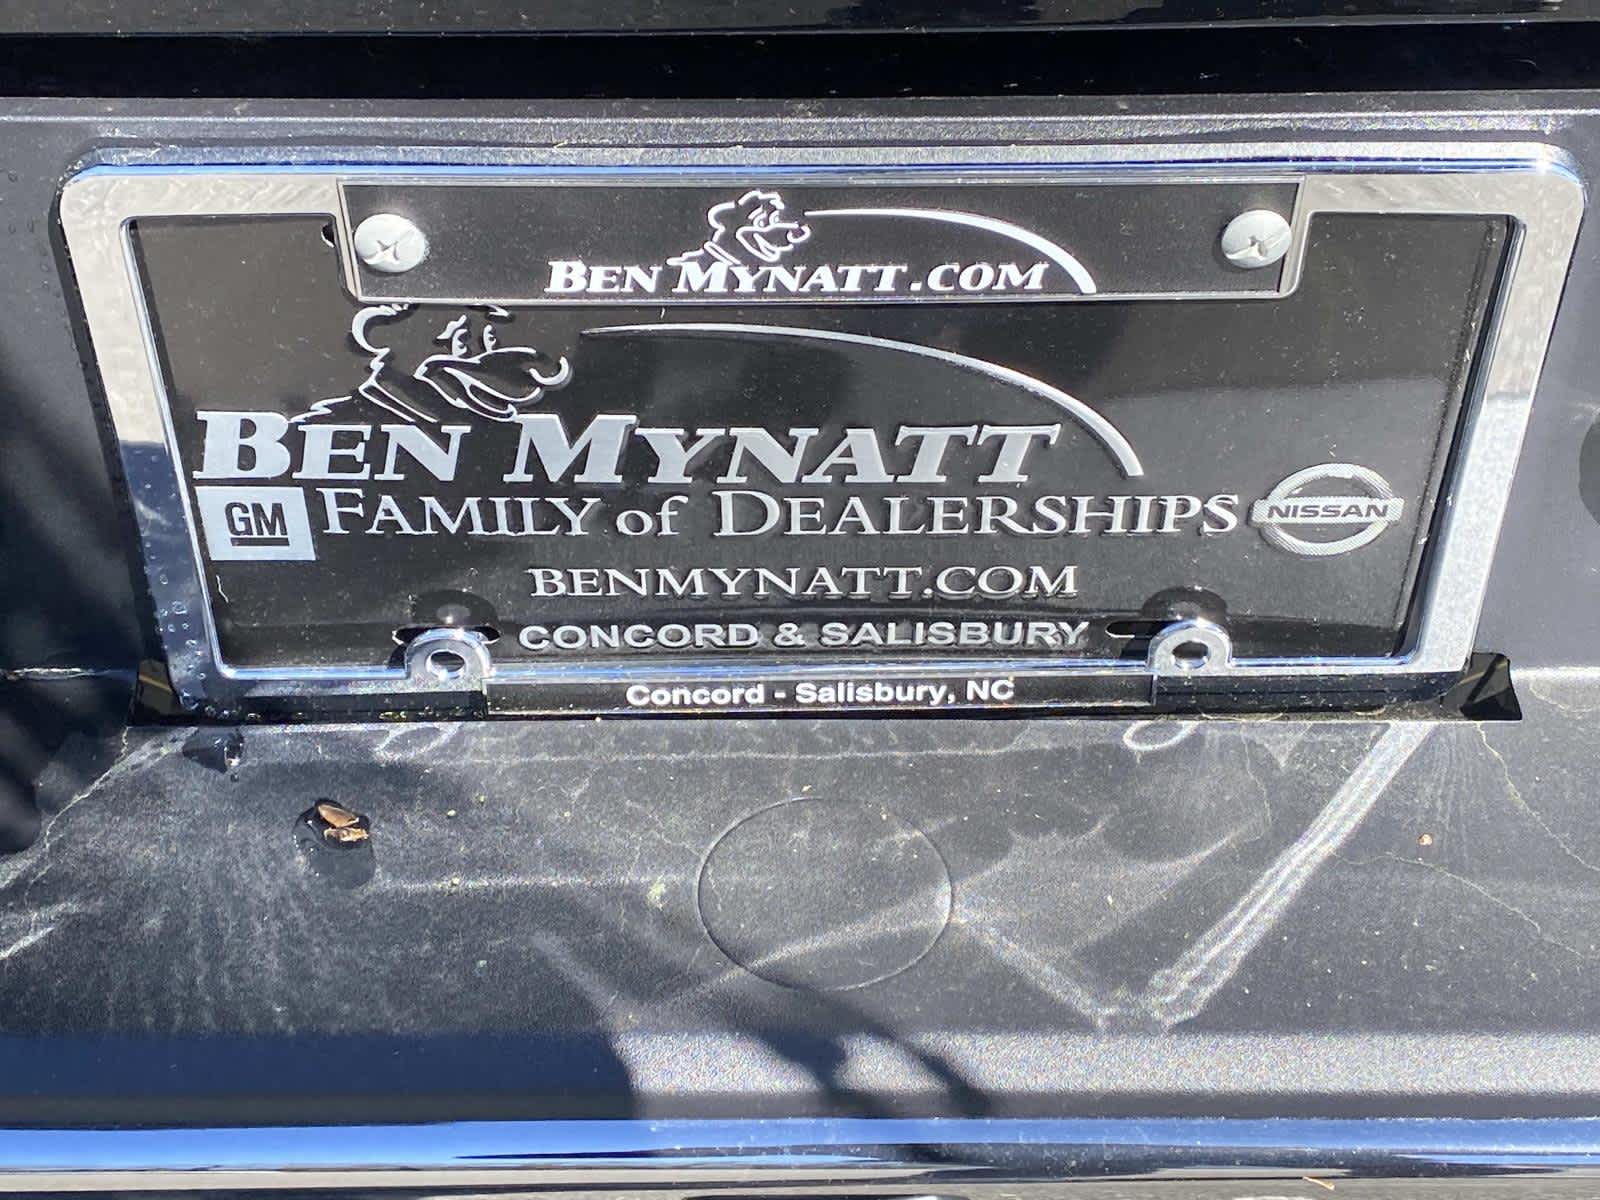 BEN MYNATT.COM
BEN MYNATT
GM FAMILY of DEALERSHIPS NISSAN
BENMYNATT.COM
CONCORD & SALISBURY
Concord - Salisbury, NC